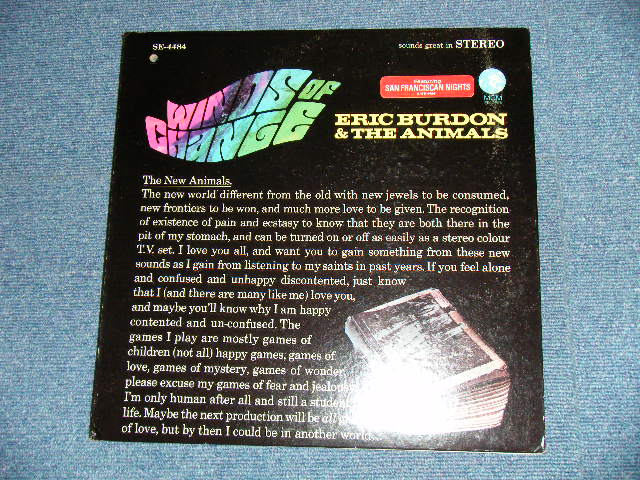 SE-4484
sounds great in STEREO
WINDS OF CHANGE
Featuring
SAN FRANCISCAN NIGHTS
MGM
ERIC BURDON
& THE ANIMALS
The New Animals.
The new world different from the old with new jewels to be consumed,
new frontiers to be won, and much more love to be given. The recognition
of existence of pain and ecstasy to know that they are both there in the
pit of my stomach, and can be turned on or off as easily as a stereo colour
T.V. set. I love you all, and want you to gain something from these new
sounds as I gain from listening to my saints in past years. If you feel alone
and confused and unhappy discontented, just know
that I (and there are many like me) love you,
and maybe you'll know why I am happy
contented and un-confused. The
games I play are mostly games of
children (not all) happy games, games of
love, games of mystery, games of wonder,
please excuse my games of fear and jealousy
I'm only human after all and still a student
life. Maybe the next production will be all
of love, but by then I could be in another world...